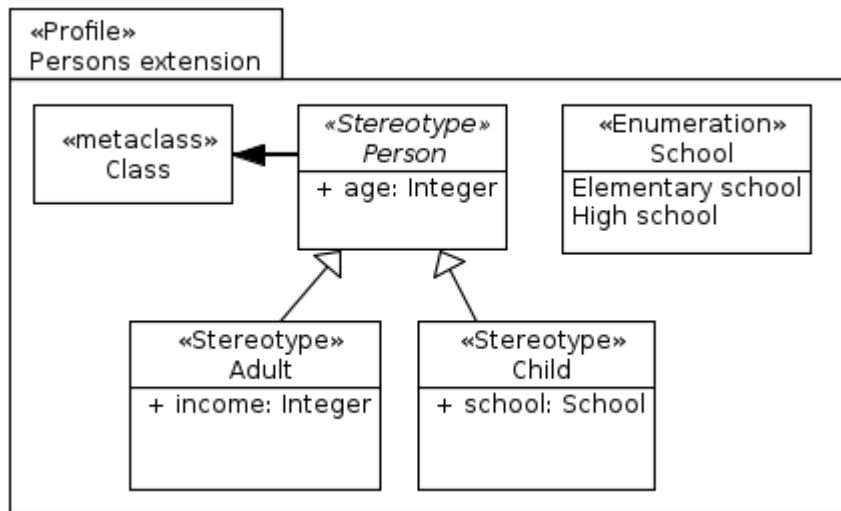 «Profile»
Persons extension
«metaclass»
Class
«Stereotype»
Person
+ age: Integer
«Enumeration»
School
Elementary school
High school
«Stereotype»
Adult
+ income: Integer
«Stereotype»
Child
+ school: School